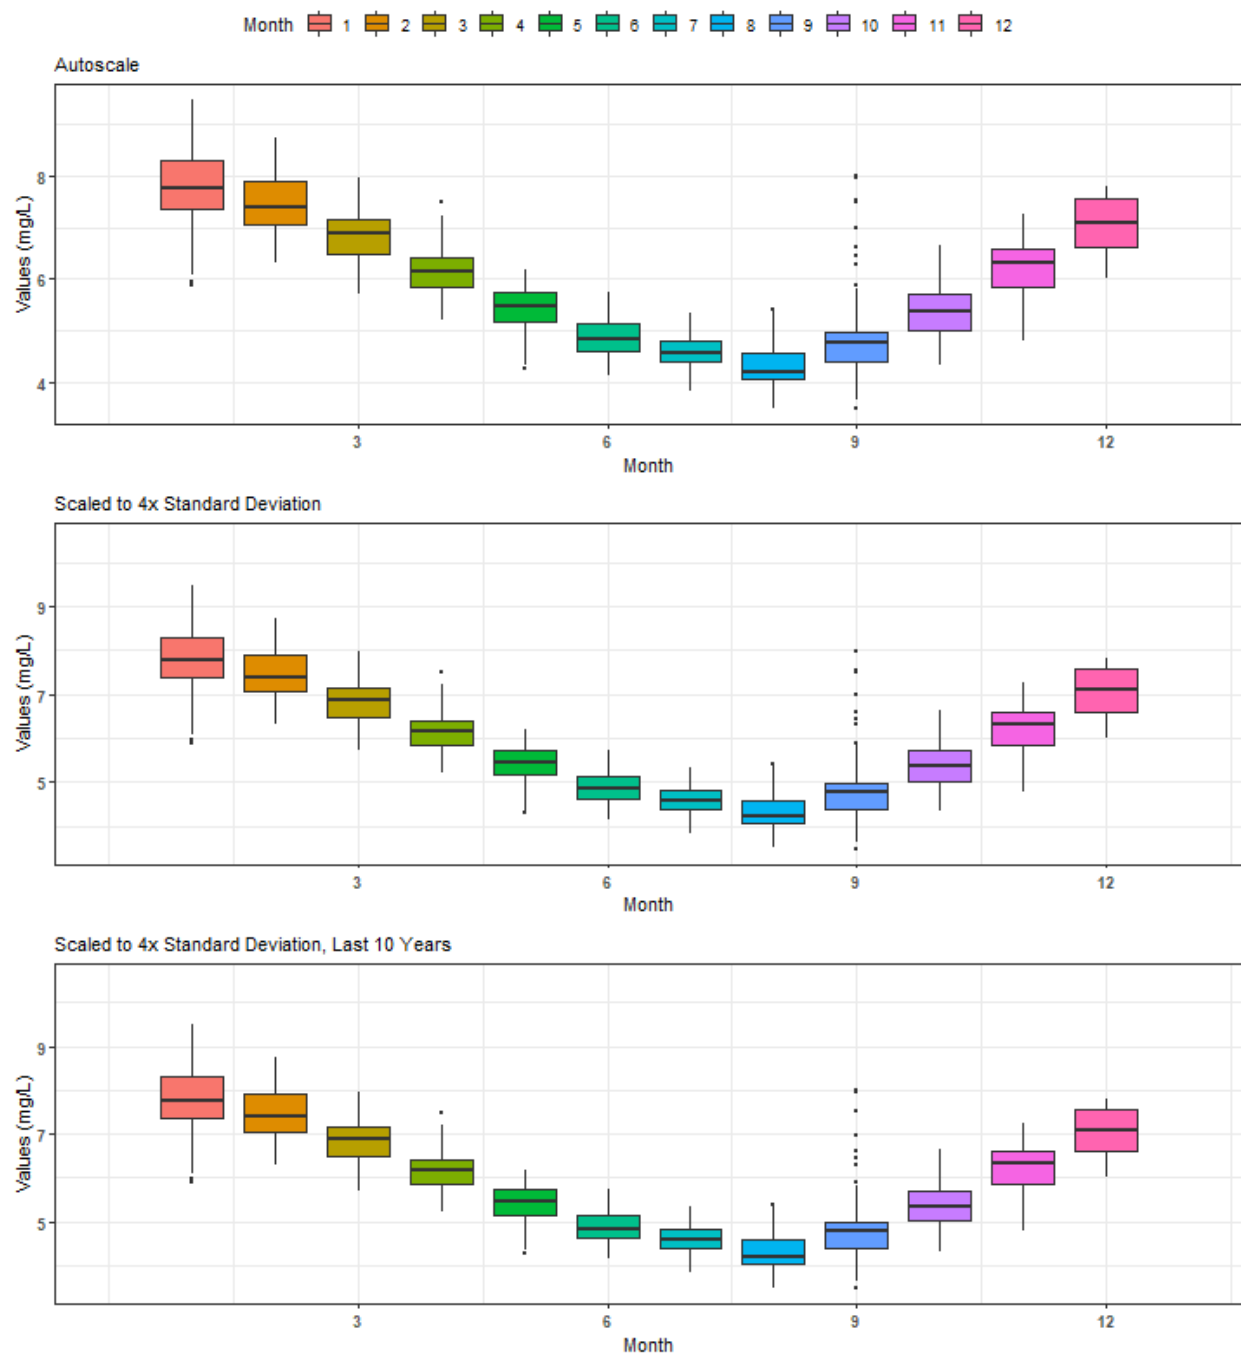 Month 1 2 3 4 5 6 7 8 9 10 11 12
Autoscale
Values (mg/L)
8
6
4
3 6 9 12
Month
Scaled to 4x Standard Deviation
Values (mg/L)
9
7
5
3 6 9 12
Month
Scaled to 4x Standard Deviation, Last 10 Years
Values (mg/L)
9
7
5
3 6 9 12
Month